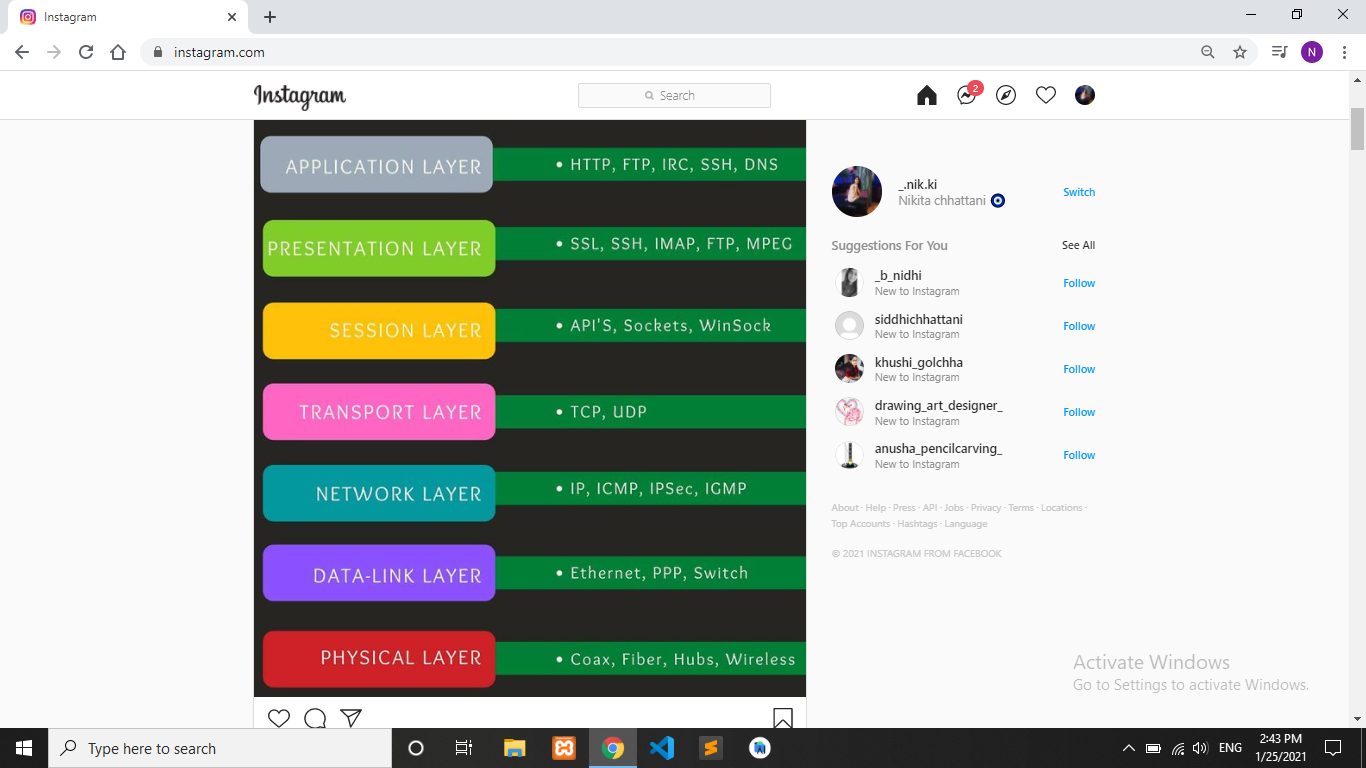 Instagram
instagram.com
N
Instagram
Search
2
APPLICATION LAYER
• HTTP, FTP, IRC, SSH, DNS
PRESENTATION LAYER
• SSL, SSH, IMAP, FTP, MPEG
SESSION LAYER
• API'S, Sockets, WinSock
TRANSPORT LAYER
• TCP, UDP
NETWORK LAYER
• IP, ICMP, IPSec, IGMP
DATA-LINK LAYER
• Ethernet, PPP, Switch
PHYSICAL LAYER
• Coax, Fiber, Hubs, Wireless
_.nik.ki
Nikita chhattani
Switch
Suggestions For You
See All
_b_nidhi
New to Instagram
Follow
siddhichhattani
New to Instagram
Follow
khushi_golchha
New to Instagram
Follow
drawing_art_designer_
New to Instagram
Follow
anusha_pencilcarving_
New to Instagram
Follow
About · Help · Press · API · Jobs · Privacy · Terms · Locations ·
Top Accounts · Hashtags · Language
© 2021 INSTAGRAM FROM FACEBOOK
Activate Windows
Go to Settings to activate Windows.
Type here to search
ENG
2:43 PM
1/25/2021